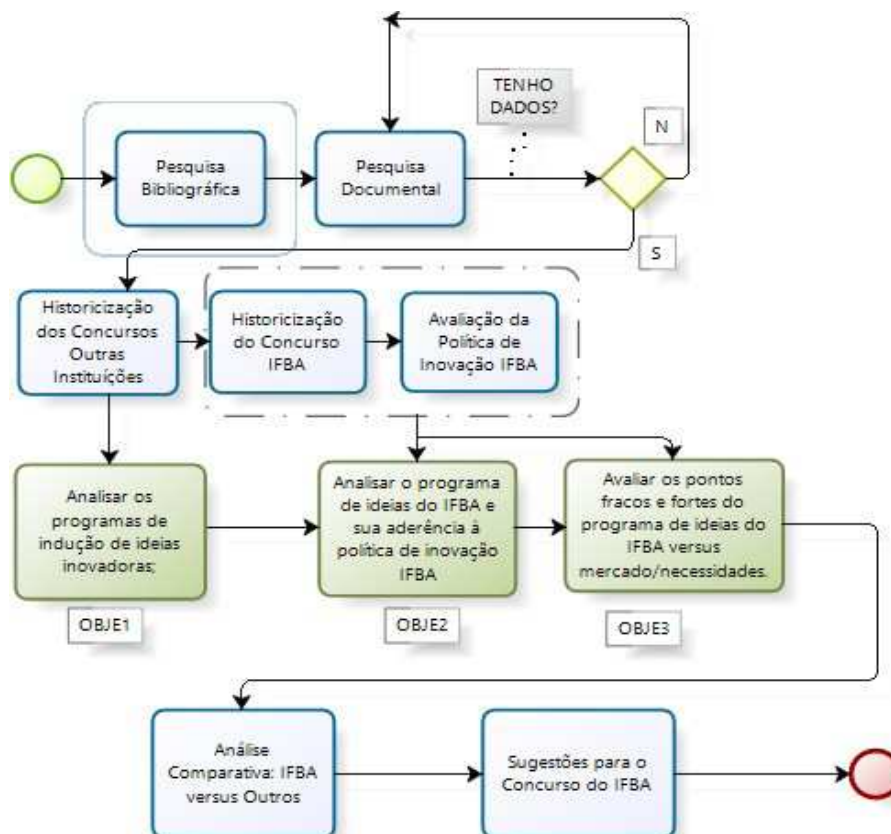 TENHO
DADOS?
N
Pesquisa
Bibliográfica
Pesquisa
Documental
S
Historicização
dos Concursos
Outras
Instituíções
Historicização
do Concurso
IFBA
Avaliação da
Política de
Inovação IFBA
Analisar os
programas de
indução de ideias
inovadoras;
Analisar o programa
de ideias do IFBA e
sua aderência à
política de inovação
IFBA
Avaliar os pontos
fracos e fortes do
programa de ideias do
IFBA versus
mercado/necessidades.
OBJE1
OBJE2
OBJE3
Análise
Comparativa: IFBA
versus Outros
Sugestões para o
Concurso do IFBA